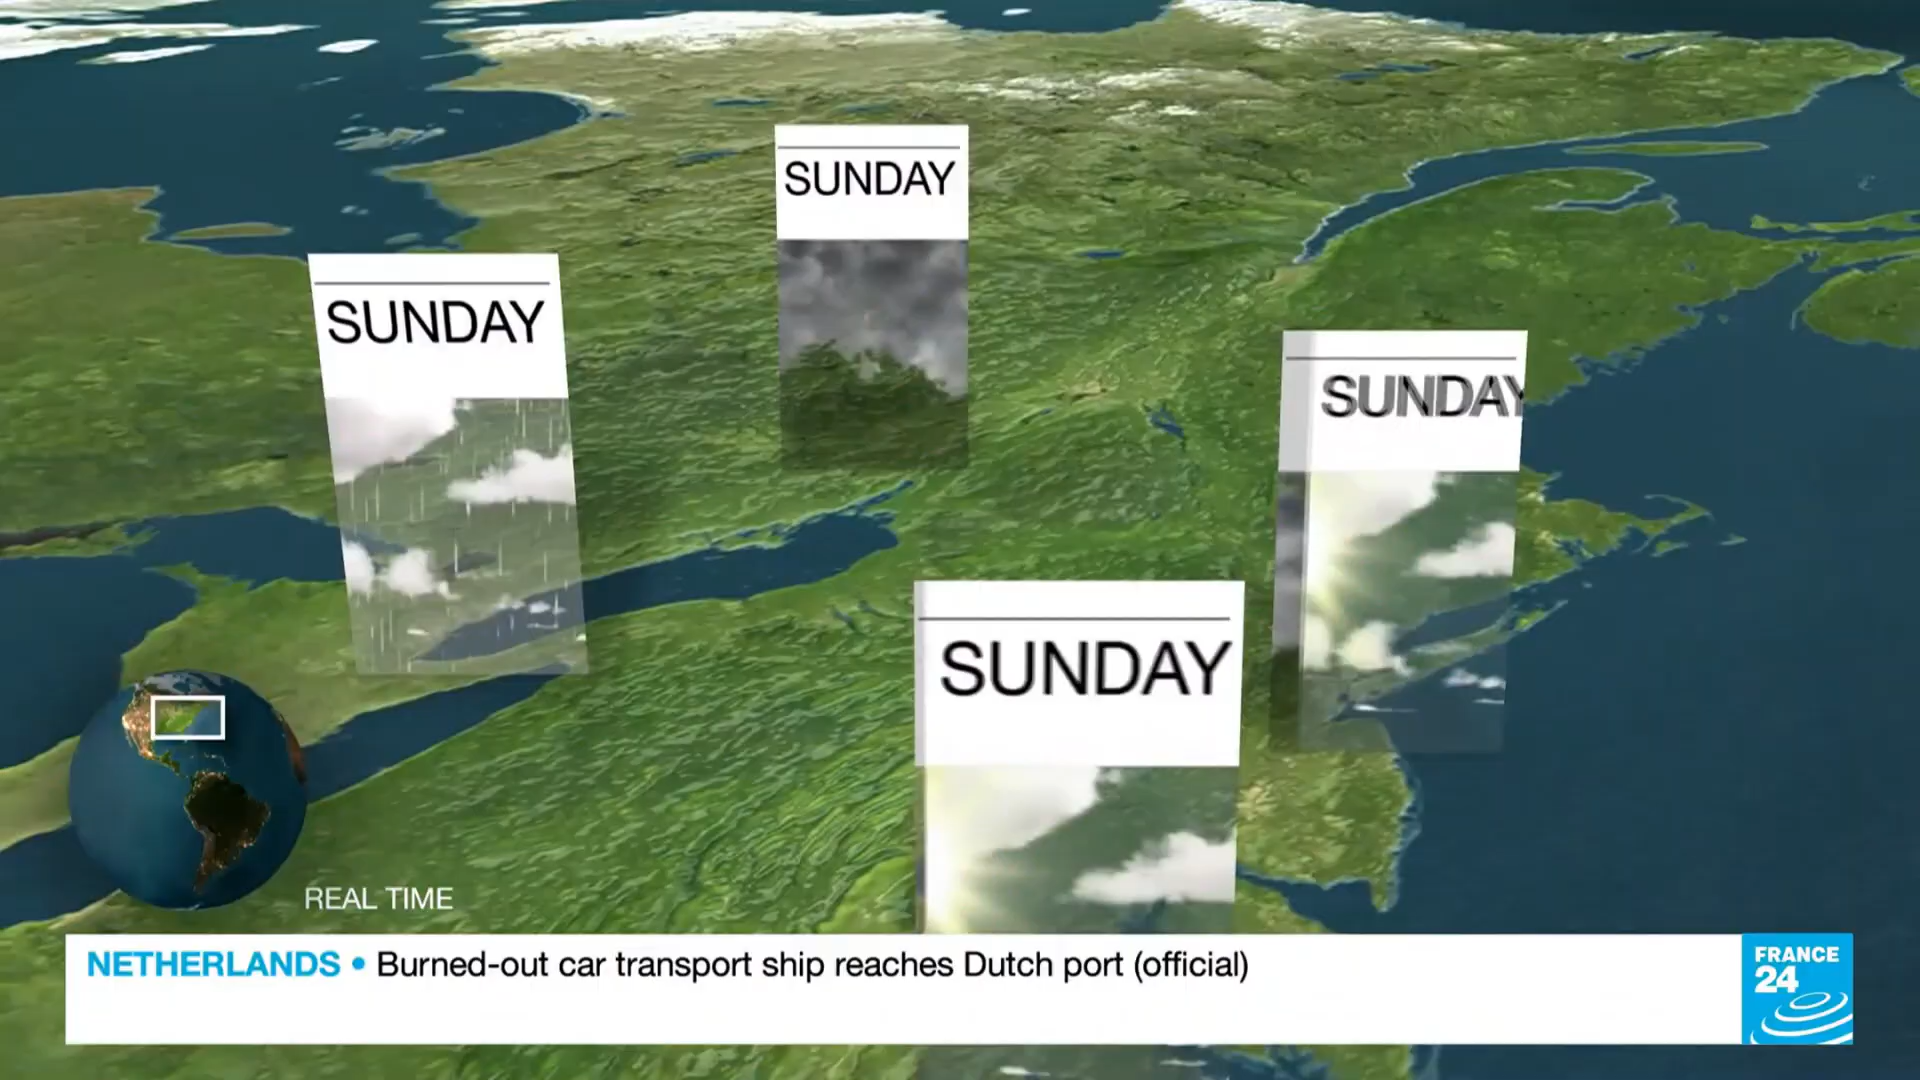 SUNDAY
SUNDAY
SUNDAY
SUNDAY
REAL TIME
NETHERLANDS • Burned-out car transport ship reaches Dutch port (official)
FRANCE
24